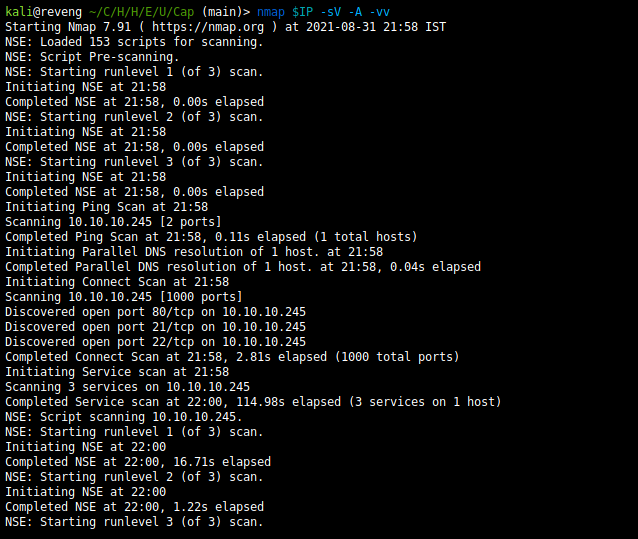 kali@reveng ~/C/H/H/E/U/Cap (main)> nmap $IP -sV -A -vv
Starting Nmap 7.91 ( https://nmap.org ) at 2021-08-31 21:58 IST
NSE: Loaded 153 scripts for scanning.
NSE: Script Pre-scanning.
NSE: Starting runlevel 1 (of 3) scan.
Initiating NSE at 21:58
Completed NSE at 21:58, 0.00s elapsed
NSE: Starting runlevel 2 (of 3) scan.
Initiating NSE at 21:58
Completed NSE at 21:58, 0.00s elapsed
NSE: Starting runlevel 3 (of 3) scan.
Initiating NSE at 21:58
Completed NSE at 21:58, 0.00s elapsed
Initiating Ping Scan at 21:58
Scanning 10.10.10.245 [2 ports]
Completed Ping Scan at 21:58, 0.11s elapsed (1 total hosts)
Initiating Parallel DNS resolution of 1 host. at 21:58
Completed Parallel DNS resolution of 1 host. at 21:58, 0.04s elapsed
Initiating Connect Scan at 21:58
Scanning 10.10.10.245 [1000 ports]
Discovered open port 80/tcp on 10.10.10.245
Discovered open port 21/tcp on 10.10.10.245
Discovered open port 22/tcp on 10.10.10.245
Completed Connect Scan at 21:58, 2.81s elapsed (1000 total ports)
Initiating Service scan at 21:58
Scanning 3 services on 10.10.10.245
Completed Service scan at 22:00, 114.98s elapsed (3 services on 1 host)
NSE: Script scanning 10.10.10.245.
NSE: Starting runlevel 1 (of 3) scan.
Initiating NSE at 22:00
Completed NSE at 22:00, 16.71s elapsed
NSE: Starting runlevel 2 (of 3) scan.
Initiating NSE at 22:00
Completed NSE at 22:00, 1.22s elapsed
NSE: Starting runlevel 3 (of 3) scan.